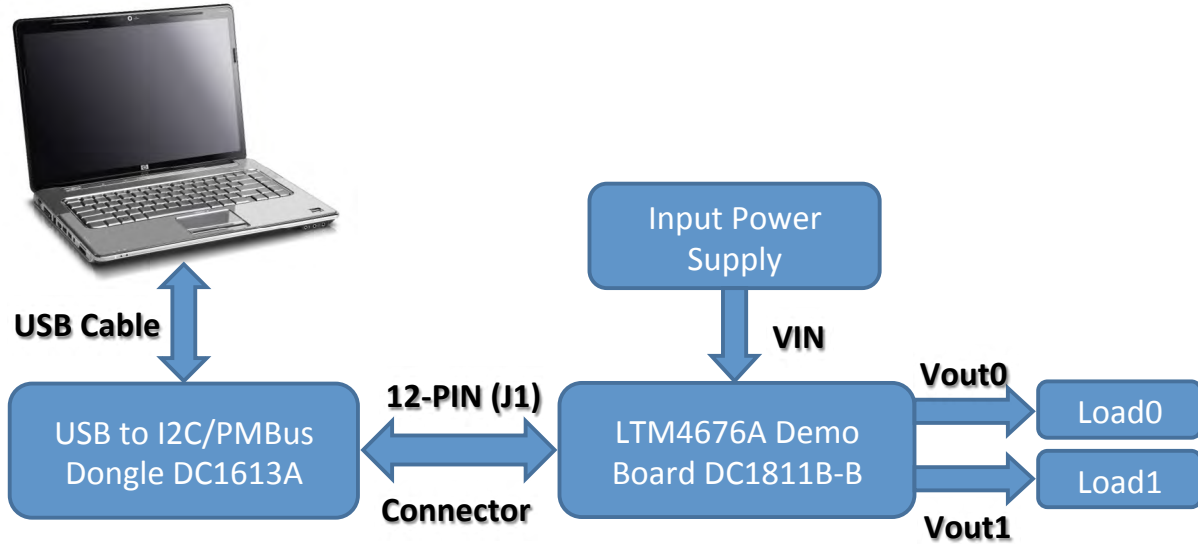 Input Power
Supply
USB Cable
VIN
Vout0
12-PIN (J1)
USB to I2C/PMBus
Dongle DC1613A
LTM4676A Demo
Board DC1811B-B
Load0
Load1
Connector
Vout1